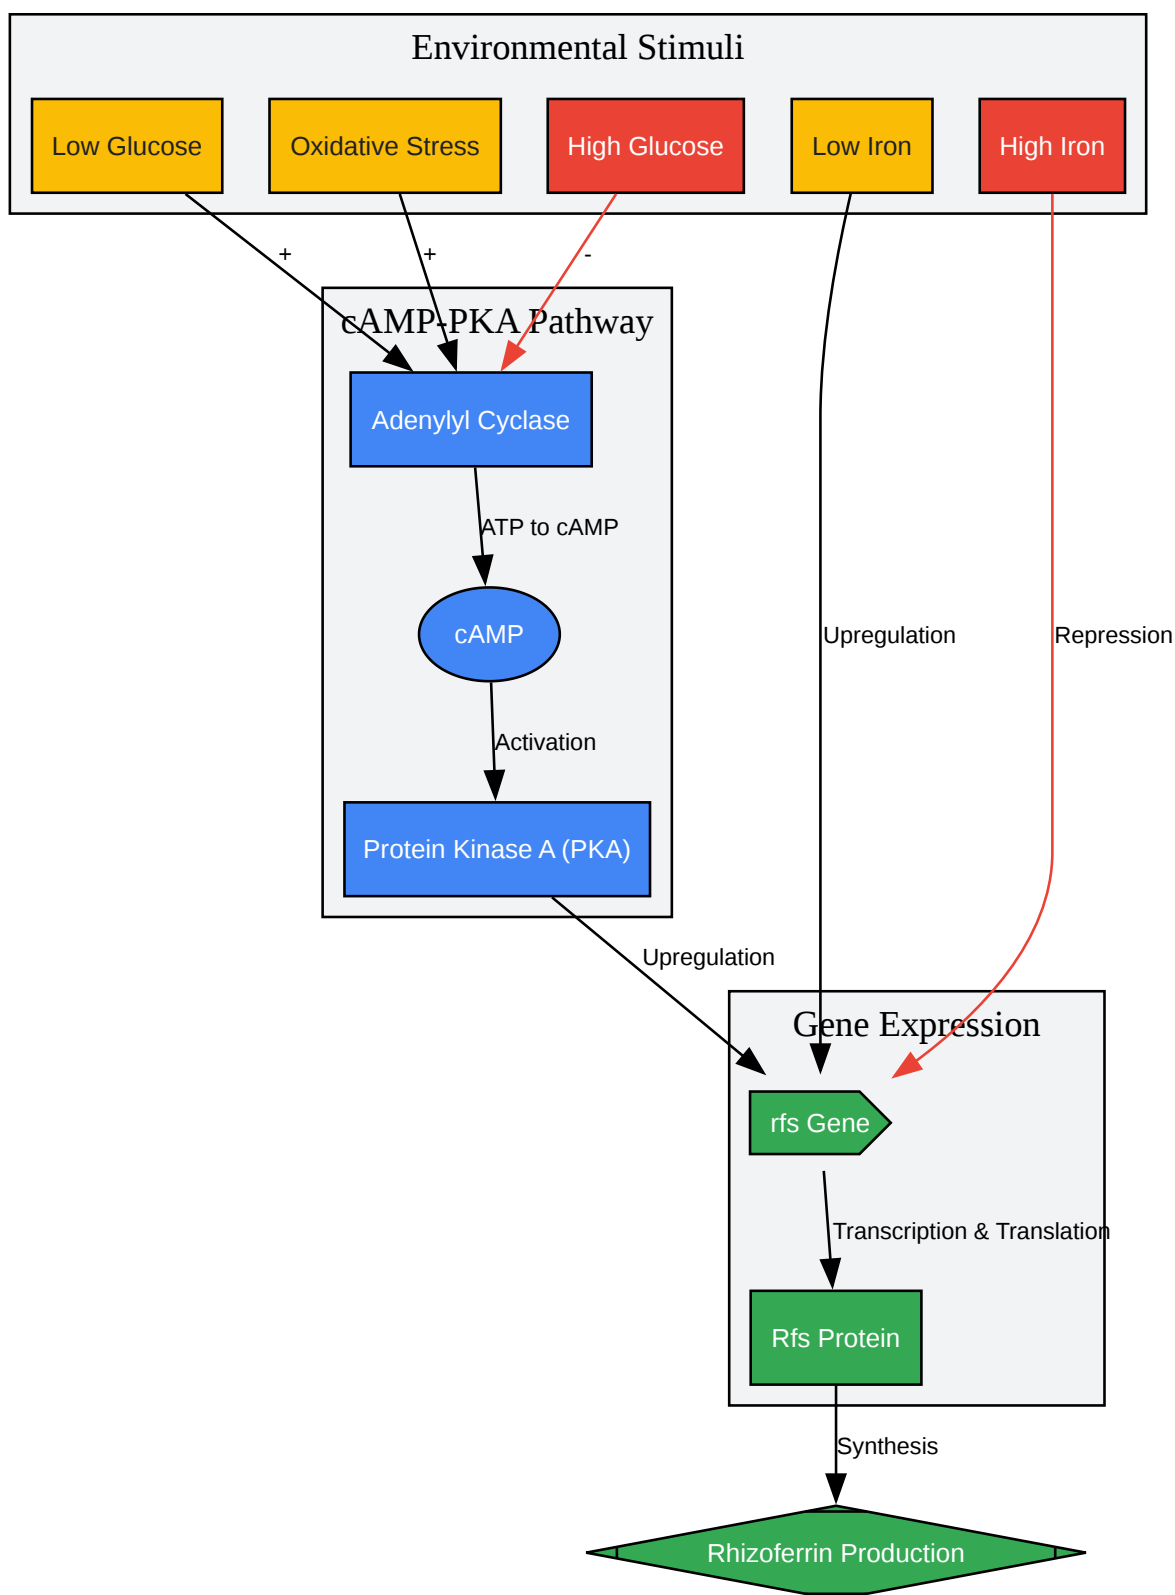 Environmental Stimuli
Low Glucose
Oxidative Stress
High Glucose
Low Iron
High Iron
+
+
-
cAMP-PKA Pathway
Adenylyl Cyclase
ATP to cAMP
cAMP
Upregulation
Repression
Activation
Protein Kinase A (PKA)
Upregulation
Gene Expression
rfs Gene
Transcription & Translation
Rfs Protein
Synthesis
Rhizoferrin Production